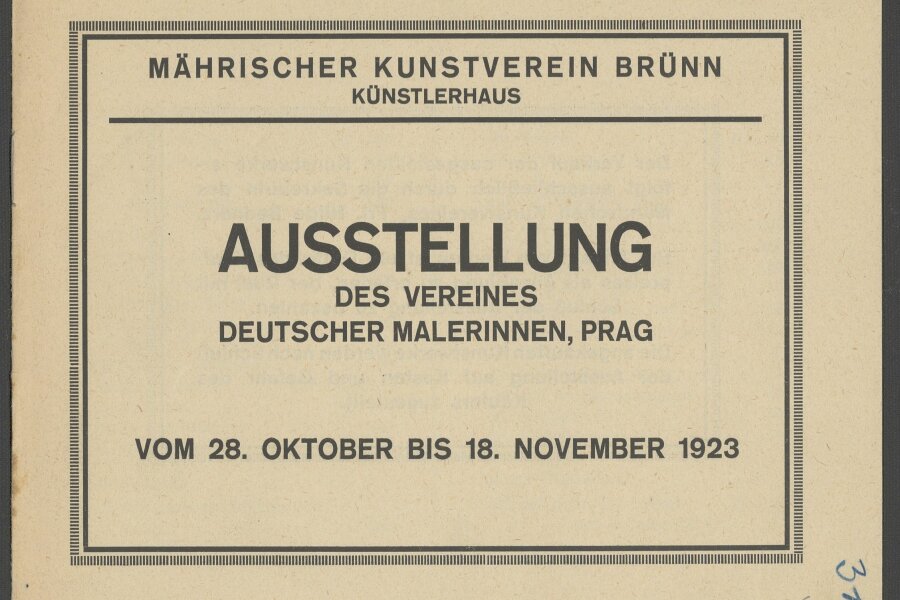 MÄHRISCHER KUNSTVEREIN BRÜNN
KÜNSTLERHAUS
AUSSTELLUNG
DES VEREINES
DEUTSCHER MALERINNEN, PRAG
VOM 28. OKTOBER BIS 18. NOVEMBER 1923